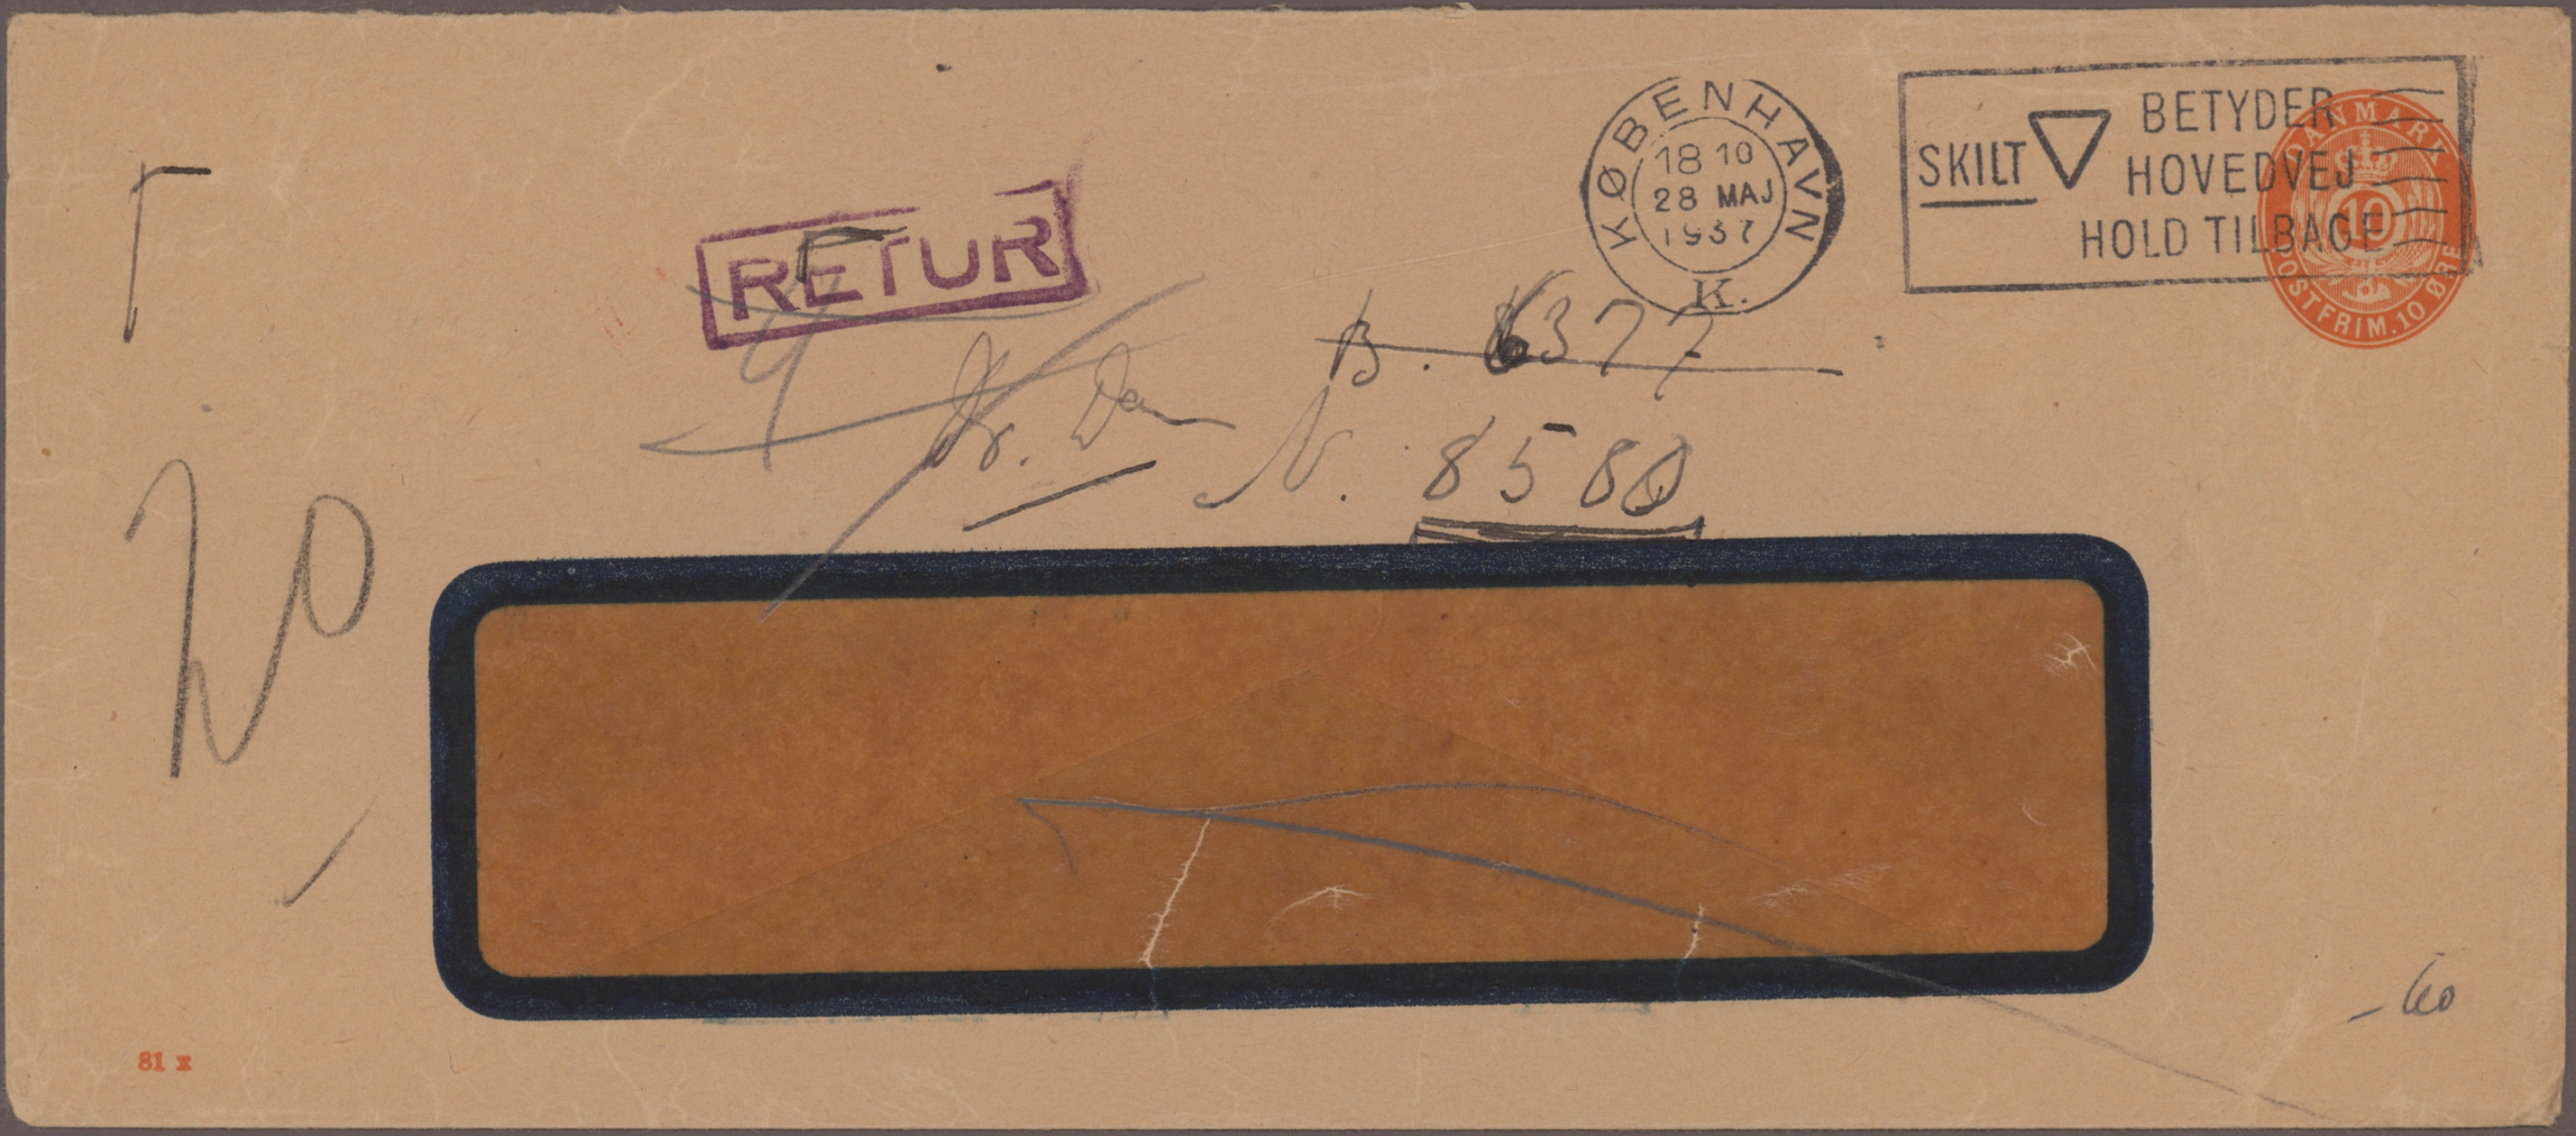 KØBENHAVN
18 10
28 MAJ
1937
K.
SKILT
BETYDER
HOVEDVEJ
HOLD TILBAGE
DANMARK
10
POSTFRIM. 10 ØRE
RETUR
B. 6377
N. 8580
20
81 x